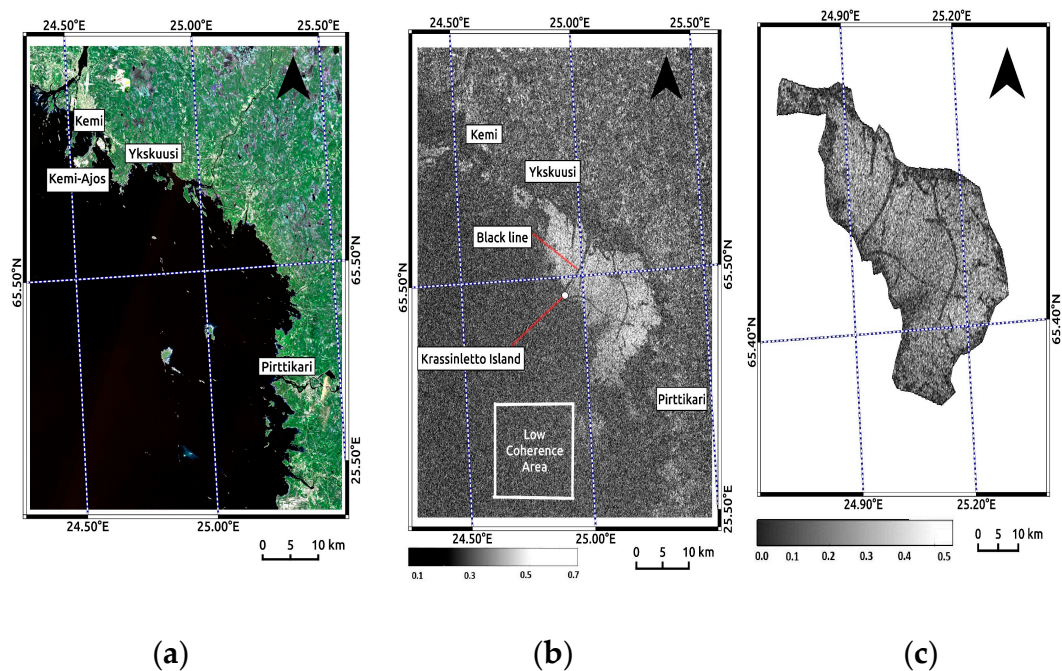 24.50°E
25.00°E
25.50°E
Kemi
Ykskuusi
Kemi-Ajos
65.50°N
65.50°N
Pirttikari
25.50°E
24.50°E
25.00°E
0 5 10 km
(a)
24.50°E
25.00°E
25.50°E
Kemi
Ykskuusi
Black line
65.50°N
65.50°N
Krassinletto Island
Pirttikari
Low
Coherence
Area
25.50°E
24.50°E
25.00°E
0.1 0.3 0.5 0.7
0 5 10 km
(b)
24.90°E
25.20°E
65.40°N
65.40°N
24.90°E
25.20°E
0.0 0.1 0.2 0.3 0.4 0.5
0 5 10 km
(c)